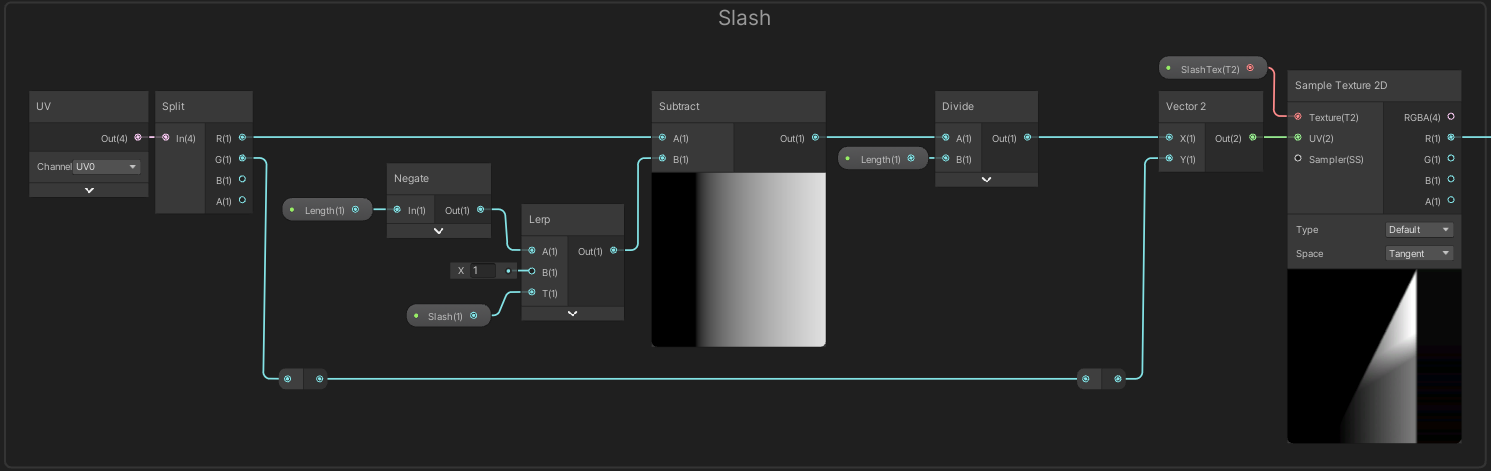 Slash
UV
Out(4)
Channel UV0
Split
In(4)
R(1)
G(1)
B(1)
A(1)
Length(1)
Negate
In(1)
Out(1)
X 1
Slash(1)
Lerp
A(1)
B(1)
T(1)
Out(1)
Subtract
A(1)
B(1)
Out(1)
Length(1)
Divide
A(1)
B(1)
Out(1)
SlashTex(T2)
Vector 2
X(1)
Y(1)
Out(2)
Sample Texture 2D
Texture(T2)
UV(2)
Sampler(SS)
RGBA(4)
R(1)
G(1)
B(1)
A(1)
Type Default
Space Tangent